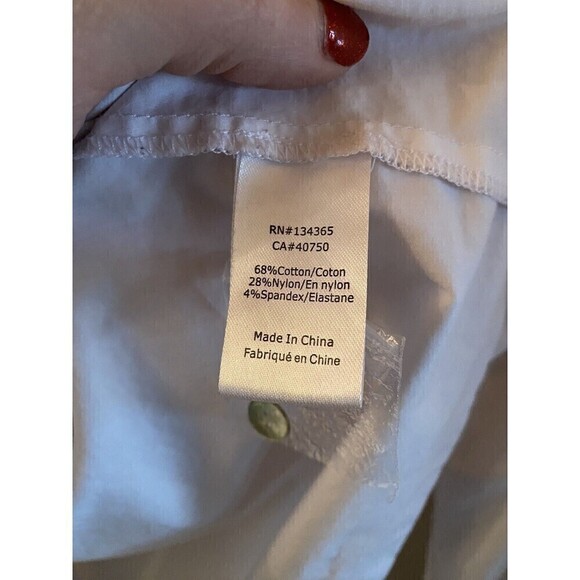 RN#134365
CA#40750
68%Cotton/Coton
28%Nylon/En nylon
4%Spandex/Elastane
Made In China
Fabriqué en Chine